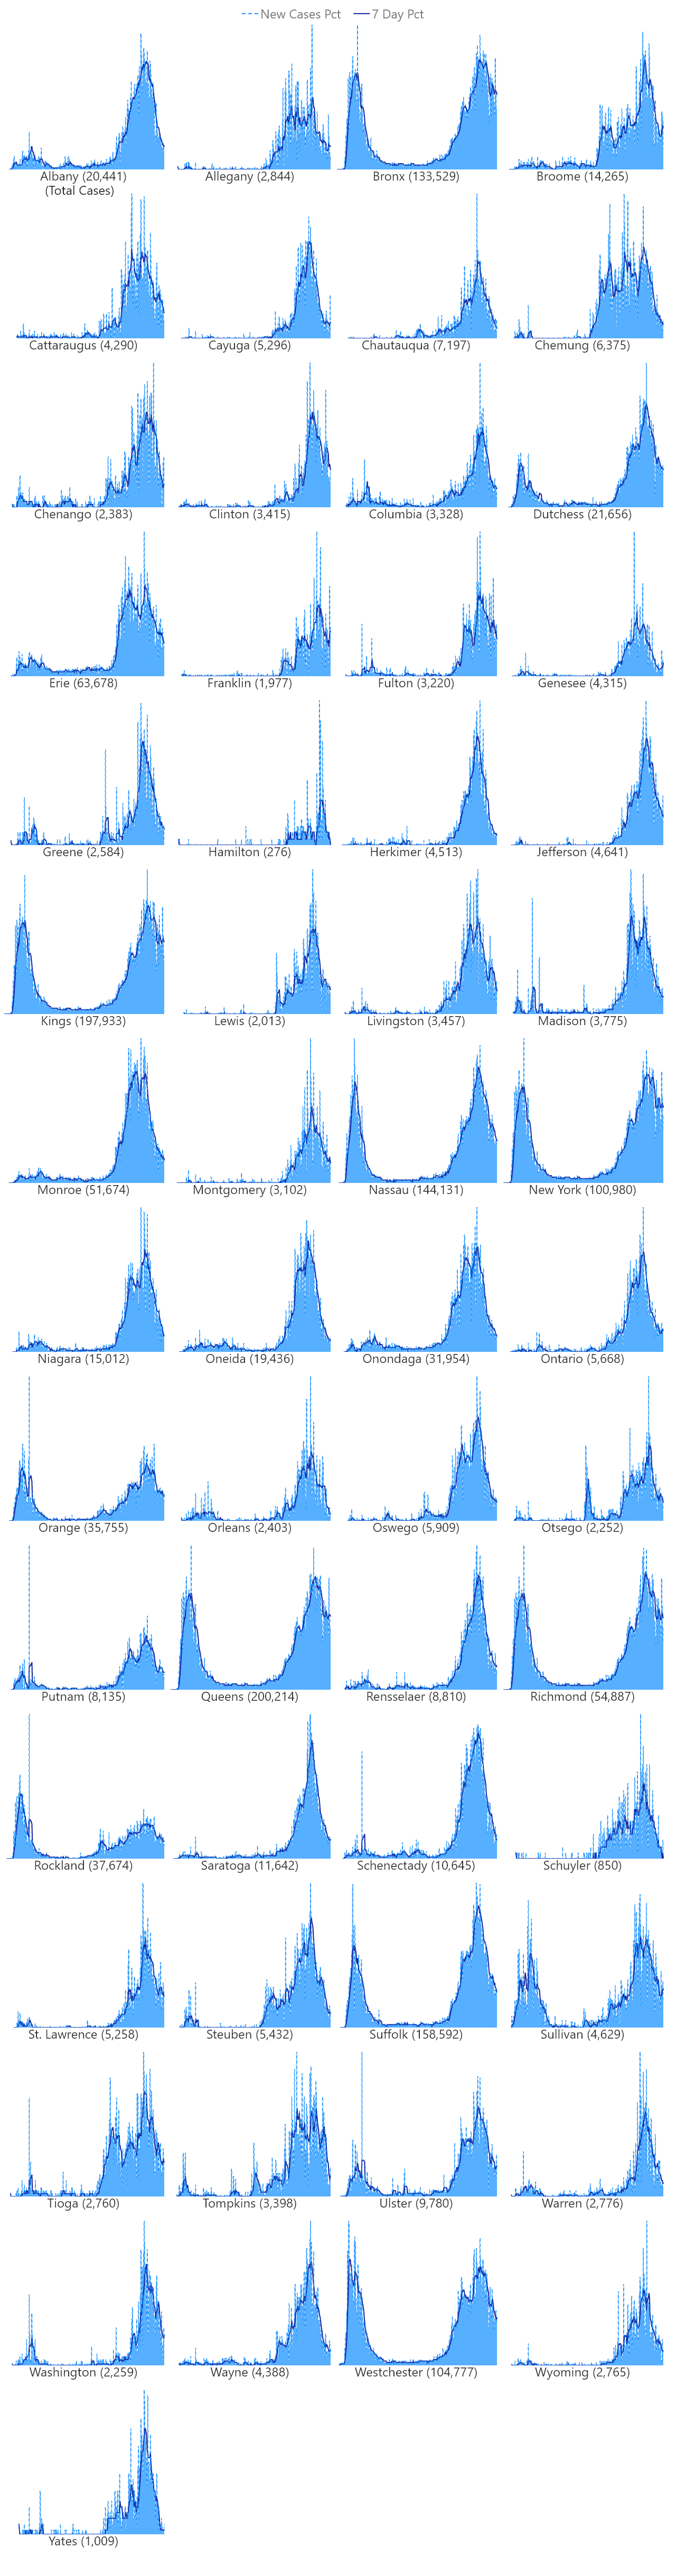 New Cases Pct 7 Day Pct
Albany (20,441) Allegany (2,844) Bronx (133,529) Broome (14,265)
(Total Cases)
Cattaraugus (4,290) Cayuga (5,296) Chautauqua (7,197) Chemung (6,375)
Chenango (2,383) Clinton (3,415) Columbia (3,328) Dutchess (21,656)
Erie (63,678) Franklin (1,977) Fulton (3,220) Genesee (4,315)
Greene (2,584) Hamilton (276) Herkimer (4,513) Jefferson (4,641)
Kings (197,933) Lewis (2,013) Livingston (3,457) Madison (3,775)
Monroe (51,674) Montgomery (3,102) Nassau (144,131) New York (100,980)
Niagara (15,012) Oneida (19,436) Onondaga (31,954) Ontario (5,668)
Orange (35,755) Orleans (2,403) Oswego (5,909) Otsego (2,252)
Putnam (8,135) Queens (200,214) Rensselaer (8,810) Richmond (54,887)
Rockland (37,674) Saratoga (11,642) Schenectady (10,645) Schuyler (850)
St. Lawrence (5,258) Steuben (5,432) Suffolk (158,592) Sullivan (4,629)
Tioga (2,760) Tompkins (3,398) Ulster (9,780) Warren (2,776)
Washington (2,259) Wayne (4,388) Westchester (104,777) Wyoming (2,765)
Yates (1,009)